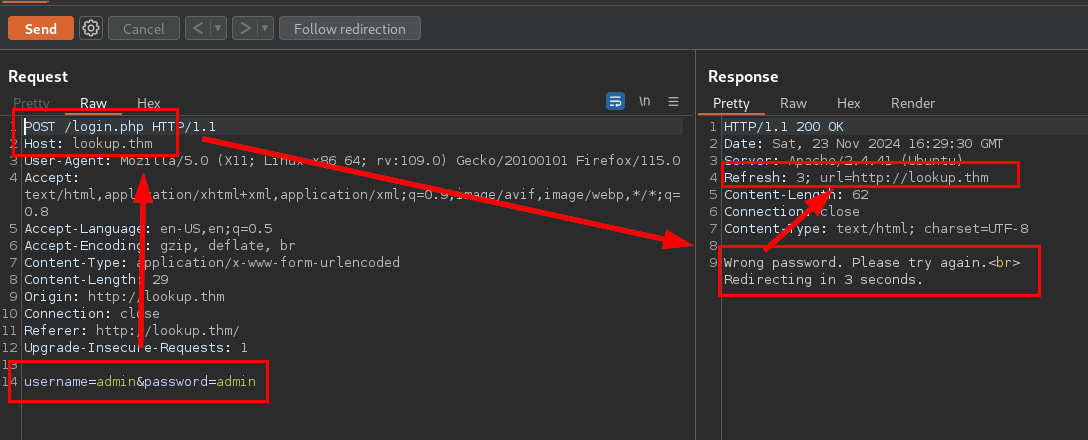 Send
Cancel
< >
Follow redirection
Request
Response
Pretty Raw Hex
\n
Pretty Raw Hex Render
1 POST /login.php HTTP/1.1
2 Host: lookup.thm
3 User-Agent: Mozilla/5.0 (X11; Linux x86_64; rv:109.0) Gecko/20100101 Firefox/115.0
4 Accept:
text/html,application/xhtml+xml,application/xml;q=0.9,image/avif,image/webp,*/*;q=
0.8
5 Accept-Language: en-US,en;q=0.5
6 Accept-Encoding: gzip, deflate, br
7 Content-Type: application/x-www-form-urlencoded
8 Content-Length: 29
9 Origin: http://lookup.thm
10 Connection: close
11 Referer: http://lookup.thm/
12 Upgrade-Insecure-Requests: 1
13
14 username=admin&password=admin
1 HTTP/1.1 200 OK
2 Date: Sat, 23 Nov 2024 16:29:30 GMT
3 Server: Apache/2.4.41 (Ubuntu)
4 Refresh: 3; url=http://lookup.thm
5 Content-Length: 62
6 Connection: close
7 Content-Type: text/html; charset=UTF-8
8
9 Wrong password. Please try again.<br>
Redirecting in 3 seconds.